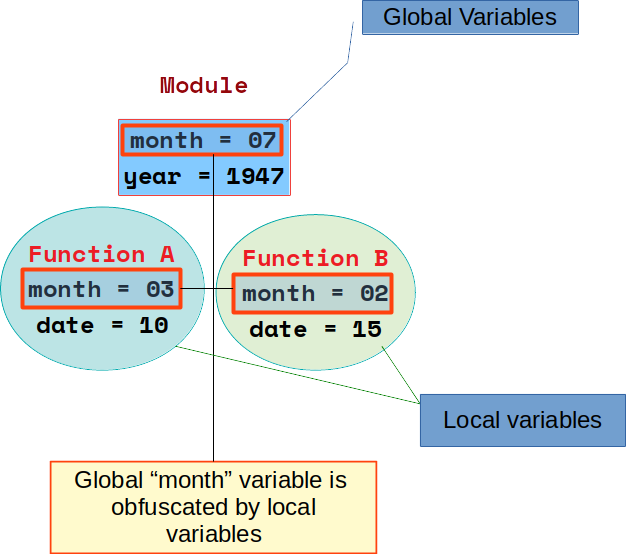 Global Variables
Module
month = 07
year = 1947
Function A
month = 03
date = 10
Function B
month = 02
date = 15
Local variables
Global “month” variable is
obfuscated by local
variables